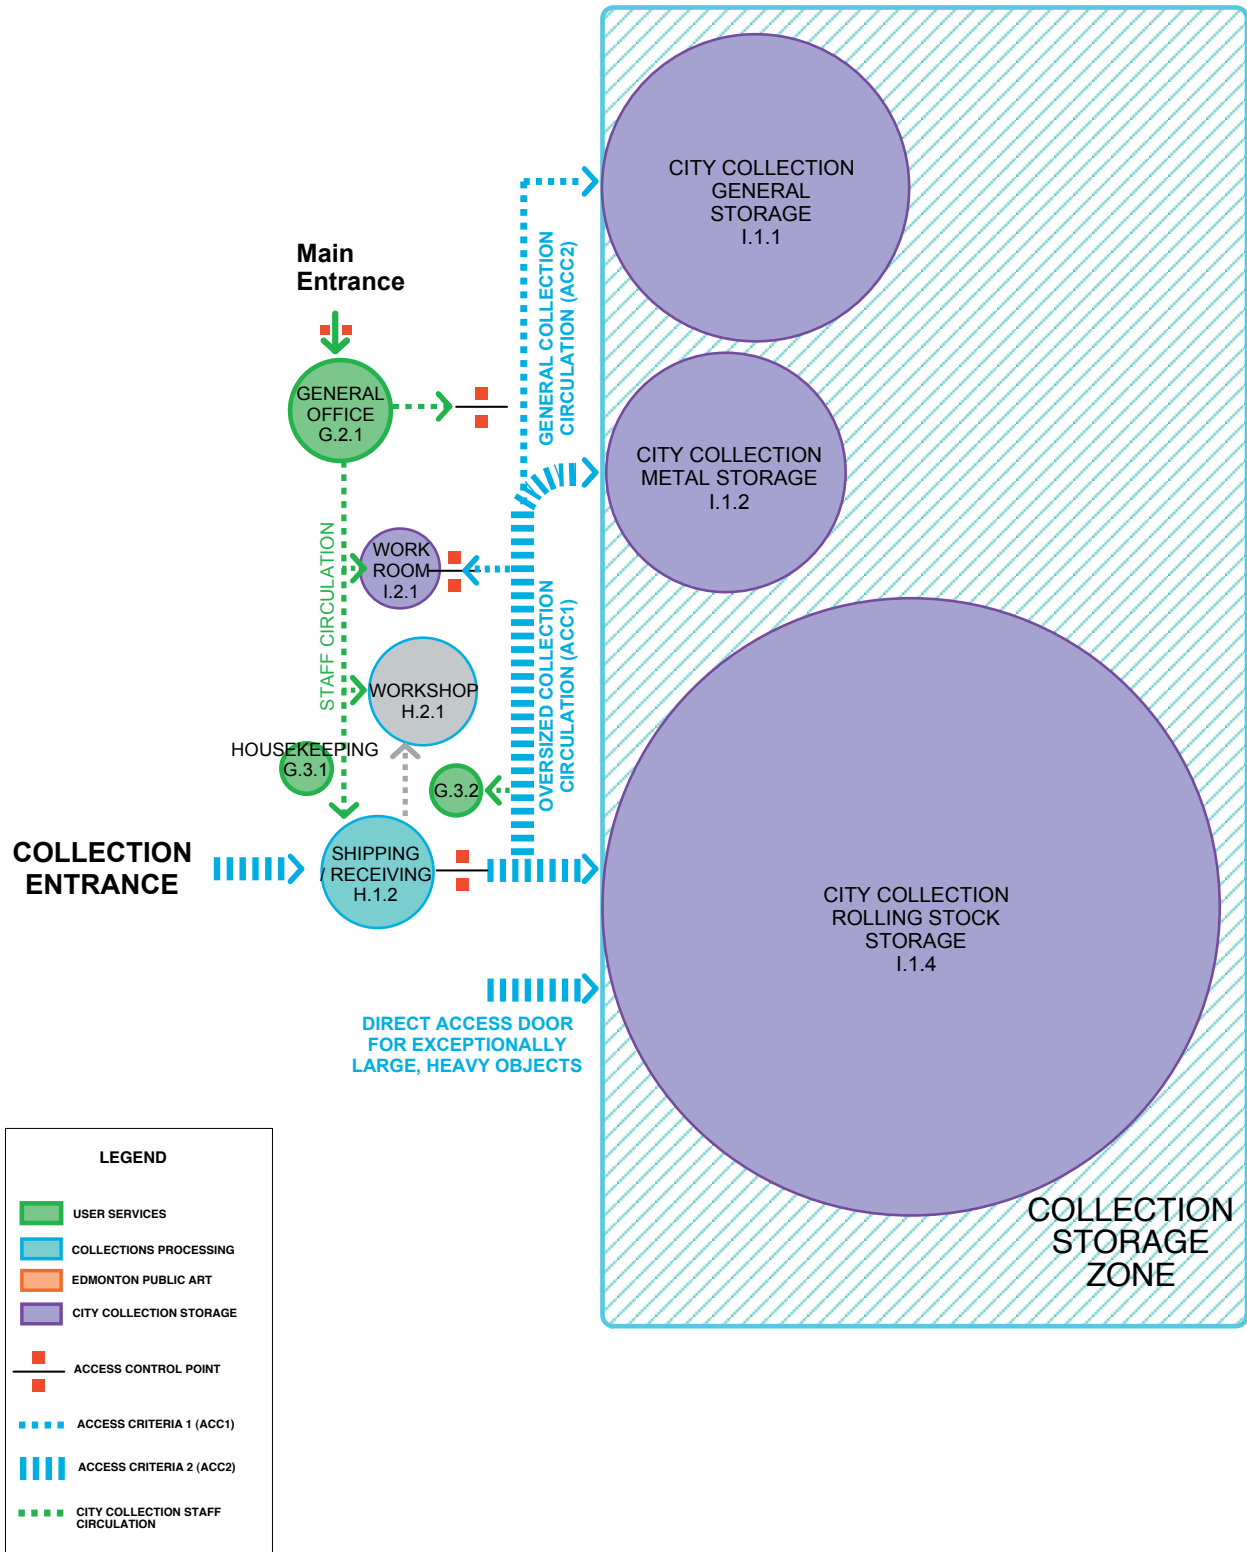 CITY COLLECTION
GENERAL
STORAGE
I.1.1
Main
Entrance
GENERAL COLLECTION
CIRCULATION (ACC2)
GENERAL
OFFICE
G.2.1
CITY COLLECTION
METAL STORAGE
I.1.2
STAFF CIRCULATION
WORK
ROOM
I.2.1
OVERSIZED COLLECTION
CIRCULATION (ACC1)
WORKSHOP
H.2.1
HOUSEKEEPING
G.3.1
G.3.2
COLLECTION
ENTRANCE
SHIPPING
/ RECEIVING
H.1.2
CITY COLLECTION
ROLLING STOCK
STORAGE
I.1.4
DIRECT ACCESS DOOR
FOR EXCEPTIONALLY
LARGE, HEAVY OBJECTS
COLLECTION
STORAGE
ZONE
LEGEND
USER SERVICES
COLLECTIONS PROCESSING
EDMONTON PUBLIC ART
CITY COLLECTION STORAGE
ACCESS CONTROL POINT
ACCESS CRITERIA 1 (ACC1)
ACCESS CRITERIA 2 (ACC2)
CITY COLLECTION STAFF
CIRCULATION